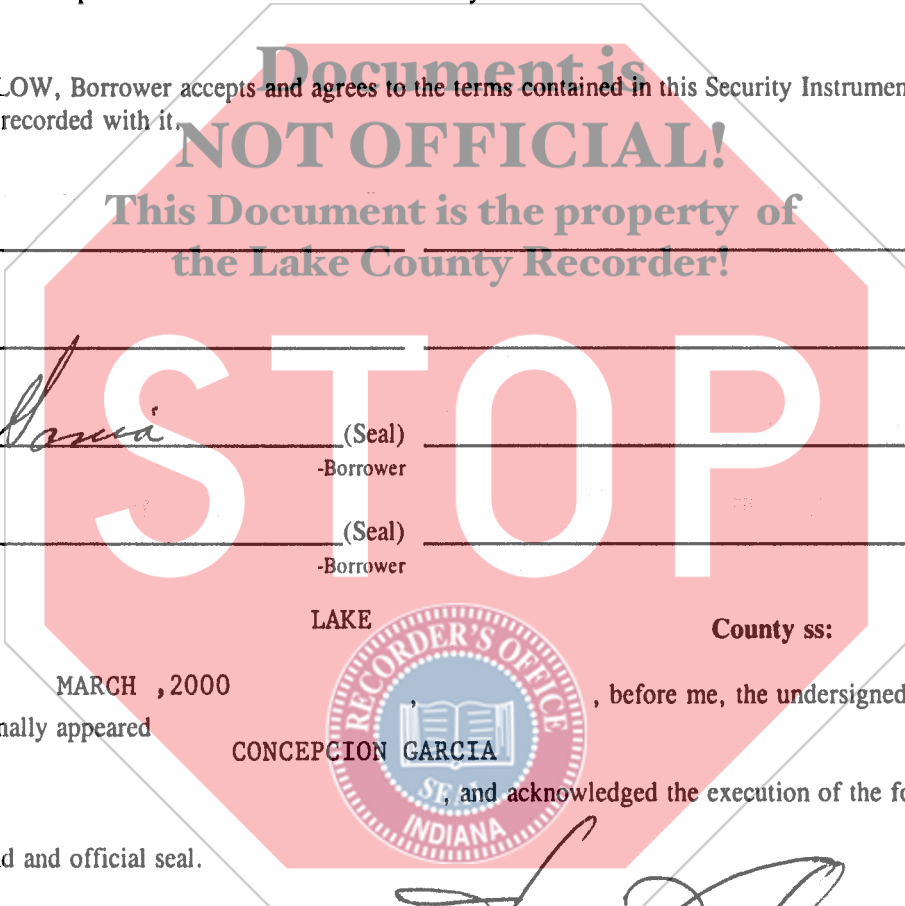 Document is
LOW, Borrower accepts and agrees to the terms contained in this Security Instrumen
recorded with it.
NOT OFFICIAL!
This Document is the property of
the Lake County Recorder!
STOP
Garcia
(Seal)
-Borrower
(Seal)
-Borrower
LAKE
County ss:
RECORDER'S OFFICE
MARCH ,2000 , , before me, the undersigned
nally appeared
CONCEPCION GARCIA
SEAL
, and acknowledged the execution of the fo
INDIANA
d and official seal.